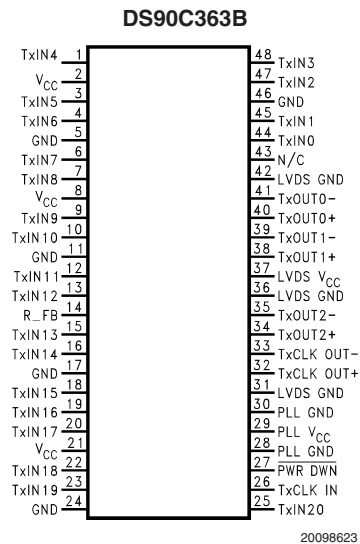 DS90C363B
TxIN4 1
VCC 2
TxIN5 3
TxIN6 4
GND 5
TxIN7 6
TxIN8 7
VCC 8
TxIN9 9
TxIN10 10
GND 11
TxIN11 12
TxIN12 13
R_FB 14
TxIN13 15
TxIN14 16
GND 17
TxIN15 18
TxIN16 19
TxIN17 20
VCC 21
TxIN18 22
TxIN19 23
GND 24
48 TxIN3
47 TxIN2
46 GND
45 TxIN1
44 TxIN0
43 N/C
42 LVDS GND
41 TxOUT0-
40 TxOUT0+
39 TxOUT1-
38 TxOUT1+
37 LVDS VCC
36 LVDS GND
35 TxOUT2-
34 TxOUT2+
33 TxCLK OUT-
32 TxCLK OUT+
31 LVDS GND
30 PLL GND
29 PLL VCC
28 PLL GND
27 PWR DWN
26 TxCLK IN
25 TxIN20
20098623